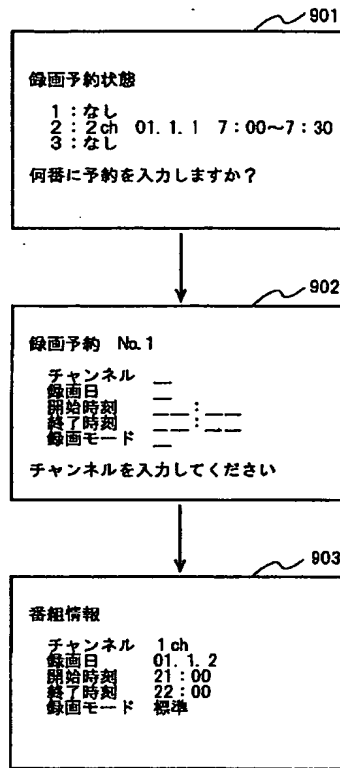 901
録画予約状態
1：なし
2：2ch 01.1.1 7：00～7：30
3：なし
何番に予約を入力しますか？
902
録画予約 No.1
チャンネル __
録画日 __
開始時刻 __：__
終了時刻 __：__
録画モード __
チャンネルを入力してください
903
番組情報
チャンネル 1ch
録画日 01.1.2
開始時刻 21：00
終了時刻 22：00
録画モード 標準